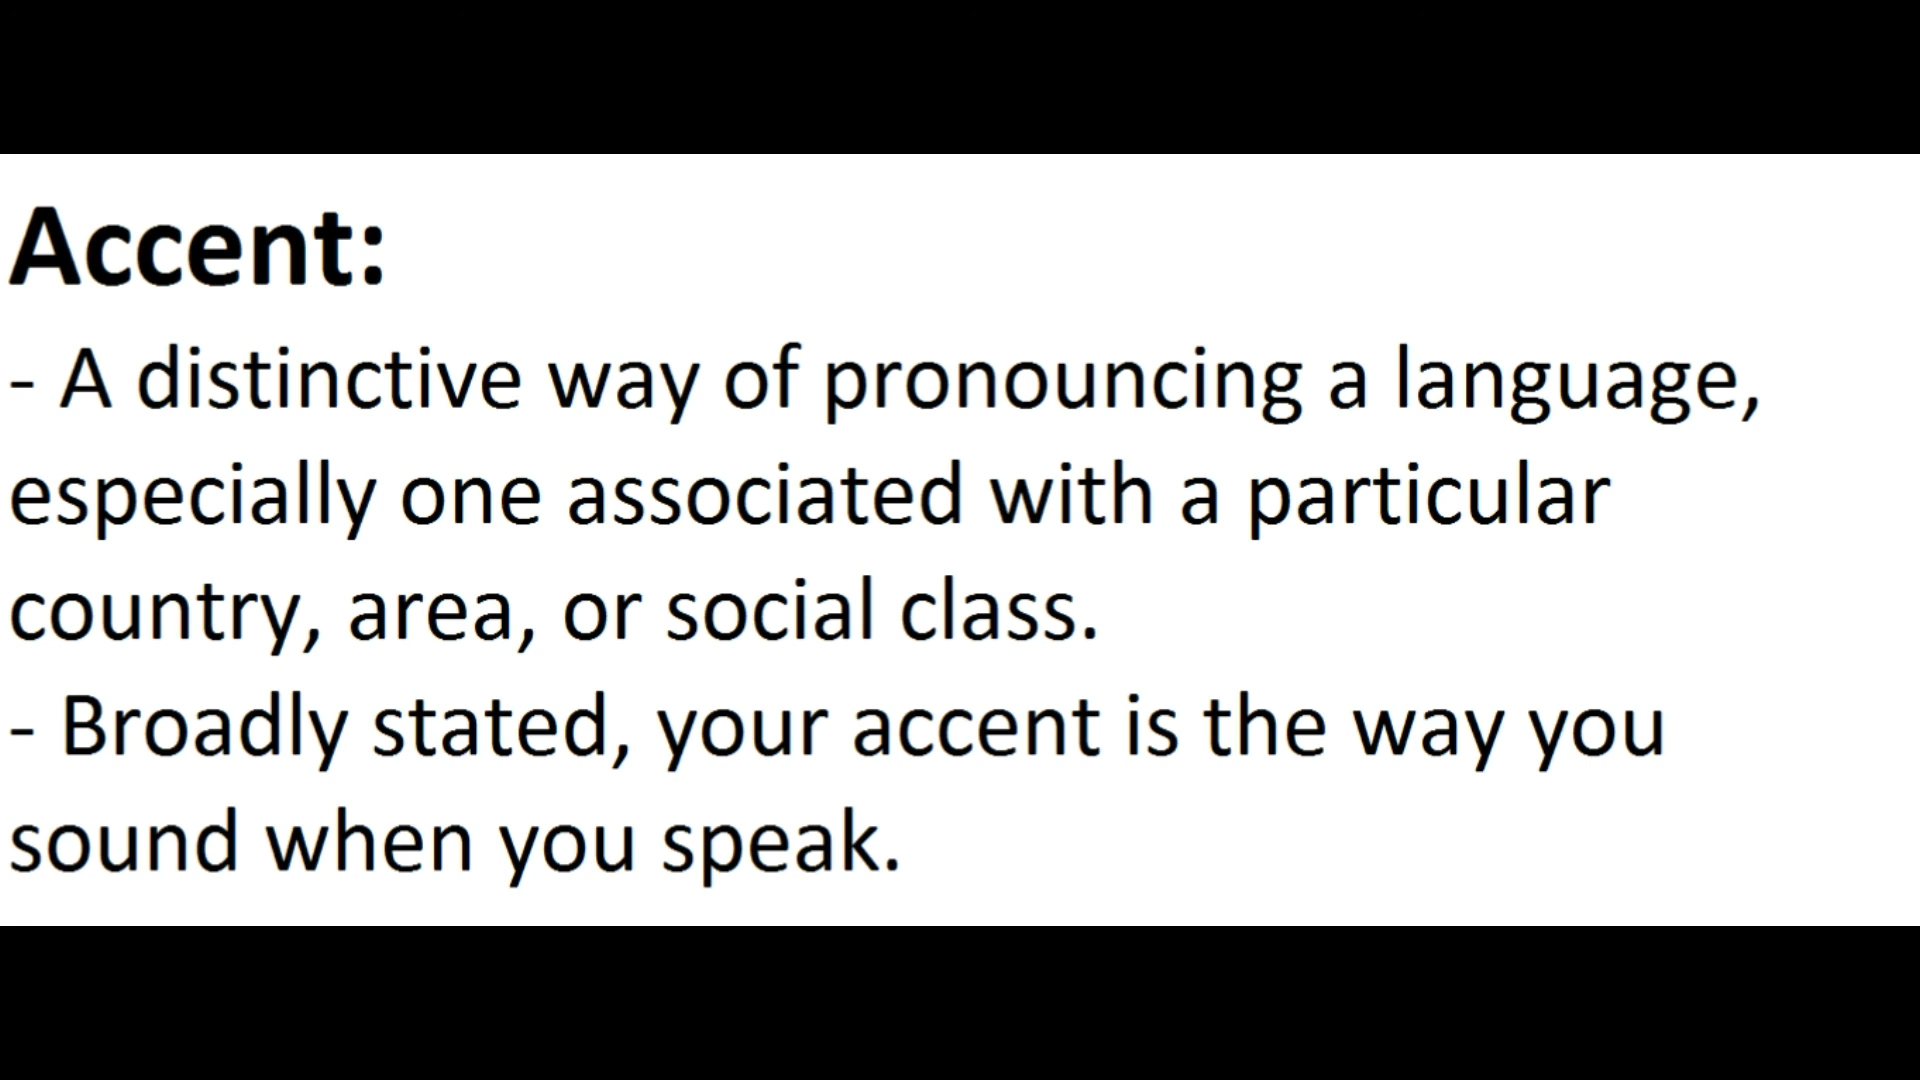 Accent:
- A distinctive way of pronouncing a language,
especially one associated with a particular
country, area, or social class.
- Broadly stated, your accent is the way you
sound when you speak.